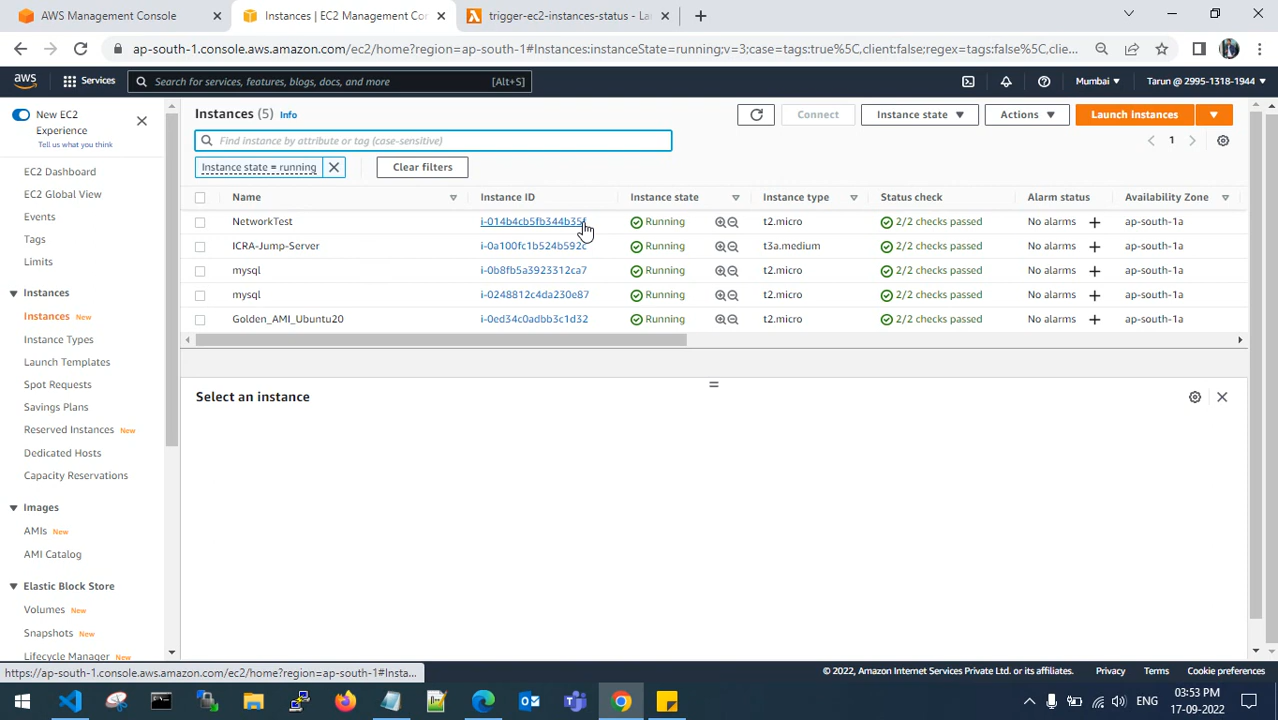 AWS Management Console
Instances | EC2 Management Con
trigger-ec2-instances-status - La
ap-south-1.console.aws.amazon.com/ec2/home?region=ap-south-1#Instances:instanceState=running;v=3;case=tags:true%5C,client:false;regex=tags:false%5C,clie...
aws
Services
Search for services, features, blogs, docs, and more
[Alt+S]
Mumbai
Tarun @ 2995-1318-1944
New EC2
Experience
Tell us what you think
EC2 Dashboard
EC2 Global View
Events
Tags
Limits
Instances
Instances New
Instance Types
Launch Templates
Spot Requests
Savings Plans
Reserved Instances New
Dedicated Hosts
Capacity Reservations
Images
AMIs New
AMI Catalog
Elastic Block Store
Volumes New
Snapshots New
Lifecycle Manager New
Instances (5) Info
Connect
Instance state
Actions
Launch instances
Find instance by attribute or tag (case-sensitive)
1
Instance state = running
Clear filters
Name Instance ID Instance state Instance type Status check Alarm status Availability Zone
NetworkTest i-014b4cb5fb344b35f Running t2.micro 2/2 checks passed No alarms ap-south-1a
ICRA-Jump-Server i-0a100fc1b524b592c Running t3a.medium 2/2 checks passed No alarms ap-south-1a
mysql i-0b8fb5a3923312ca7 Running t2.micro 2/2 checks passed No alarms ap-south-1a
mysql i-0248812c4da230e87 Running t2.micro 2/2 checks passed No alarms ap-south-1a
Golden_AMI_Ubuntu20 i-0ed34c0adbb3c1d32 Running t2.micro 2/2 checks passed No alarms ap-south-1a
Select an instance
https://ap-south-1.console.aws.amazon.com/ec2/home?region=ap-south-1#Insta...
© 2022, Amazon Internet Services Private Ltd. or its affiliates.
Privacy
Terms
Cookie preferences
ENG
03:53 PM
17-09-2022